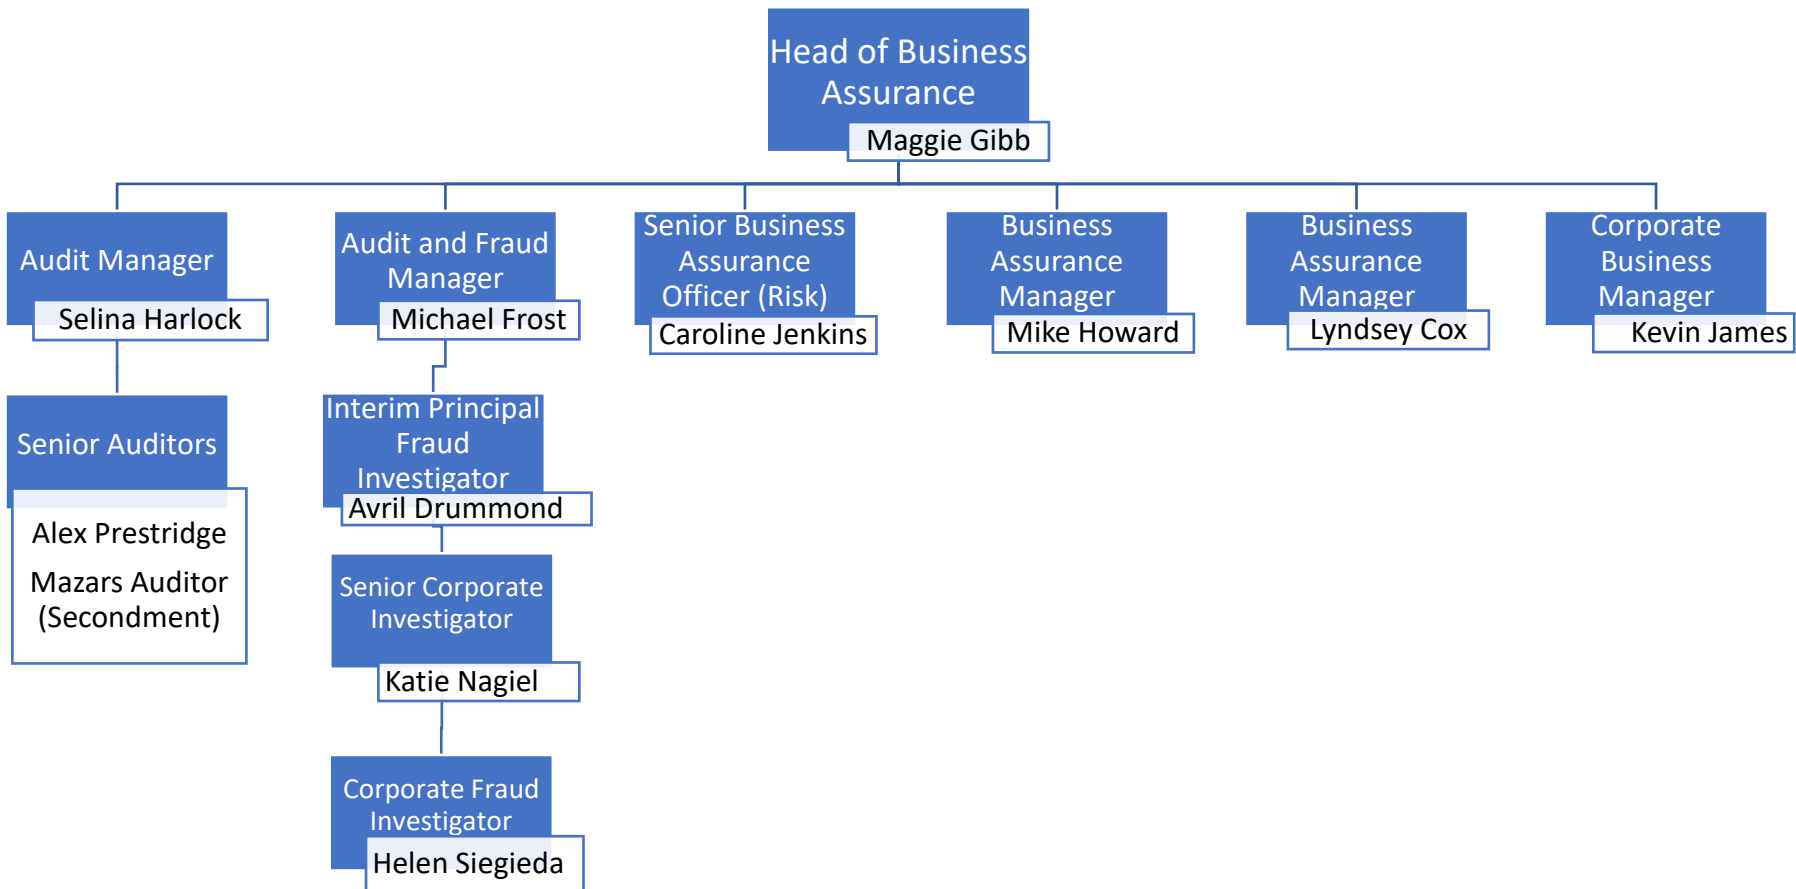 Head of Business
Assurance
Maggie Gibb
Audit Manager
Selina Harlock
Audit and Fraud
Manager
Michael Frost
Senior Business
Assurance
Officer (Risk)
Caroline Jenkins
Business
Assurance
Manager
Mike Howard
Business
Assurance
Manager
Lyndsey Cox
Corporate
Business
Manager
Kevin James
Senior Auditors
Alex Prestridge
Mazars Auditor
(Secondment)
Interim Principal
Fraud
Investigator
Avril Drummond
Senior Corporate
Investigator
Katie Nagiel
Corporate Fraud
Investigator
Helen Siegieda